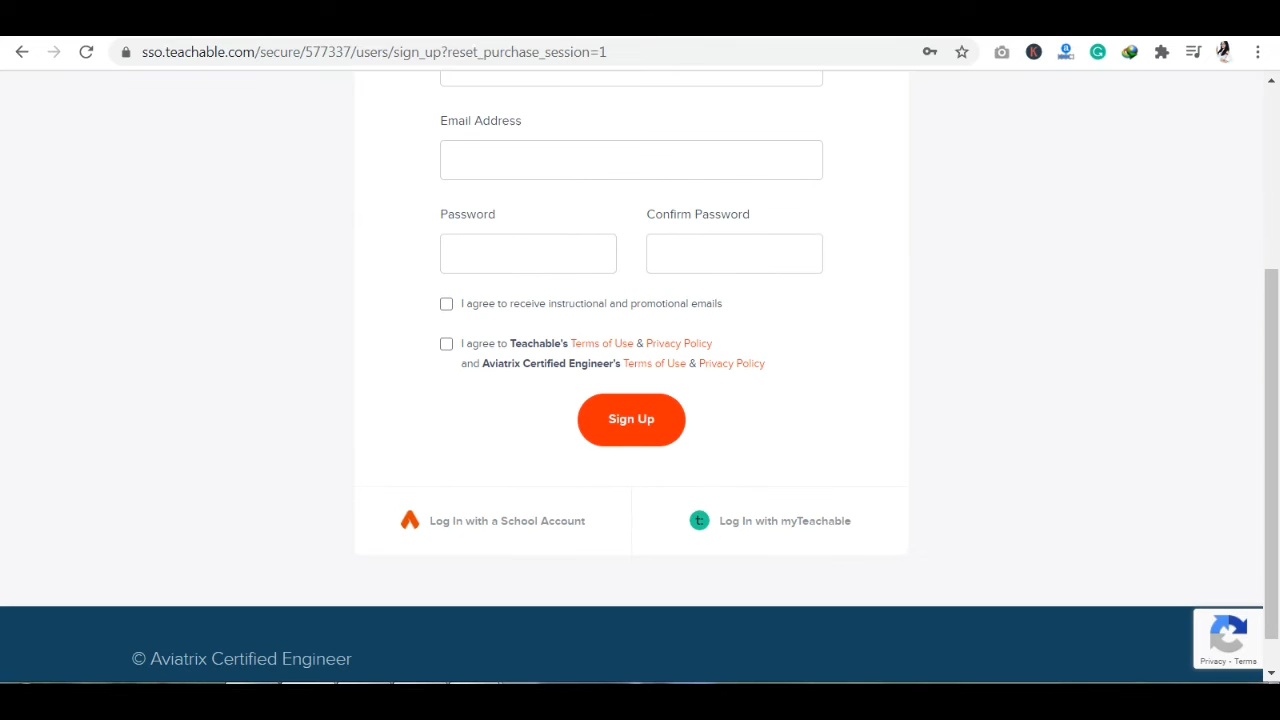 sso.teachable.com/secure/577337/users/sign_up?reset_purchase_session=1
Email Address
Password Confirm Password
I agree to receive instructional and promotional emails
I agree to Teachable's Terms of Use & Privacy Policy
and Aviatrix Certified Engineer's Terms of Use & Privacy Policy
Sign Up
Log In with a School Account
t: Log In with myTeachable
© Aviatrix Certified Engineer
Privacy - Terms